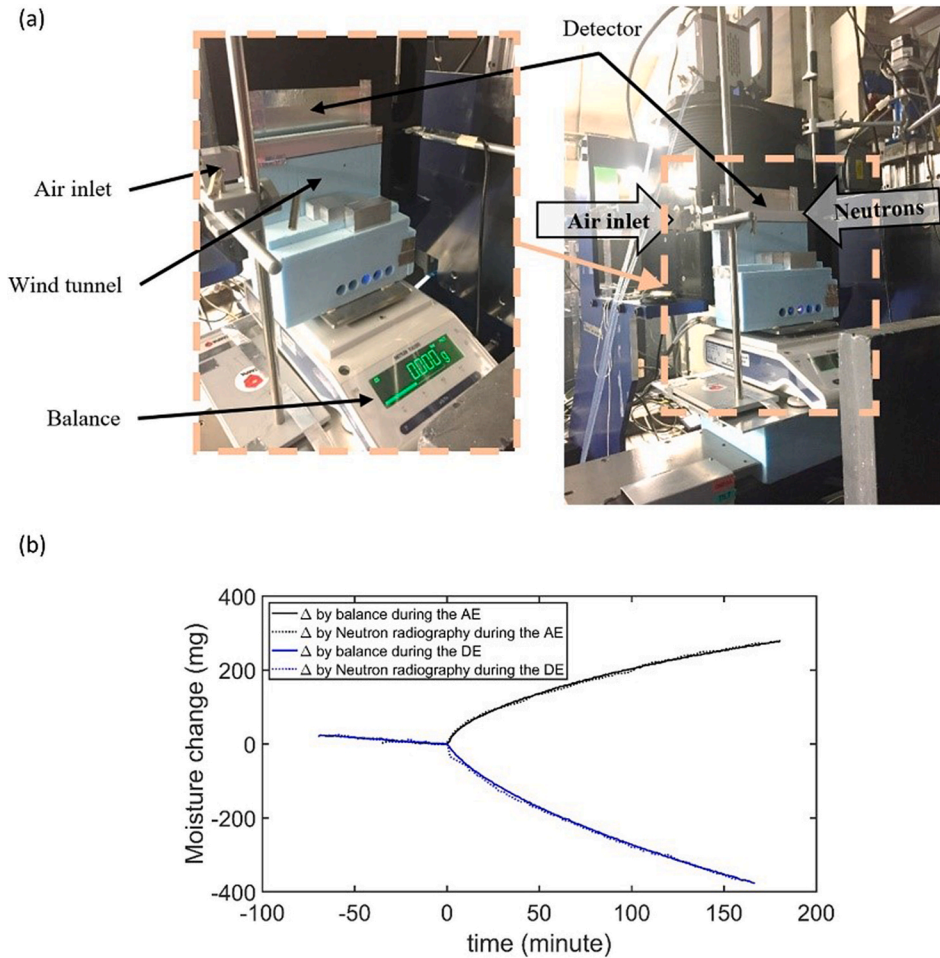 (a)
Detector
Air inlet
Wind tunnel
Balance
0.000 g
Air inlet
Neutrons
(b)
Δ by balance during the AE
Δ by Neutron radiography during the AE
Δ by balance during the DE
Δ by Neutron radiography during the DE
Moisture change (mg)
400
200
0
-200
-400
-100
-50
0
50
100
150
200
time (minute)